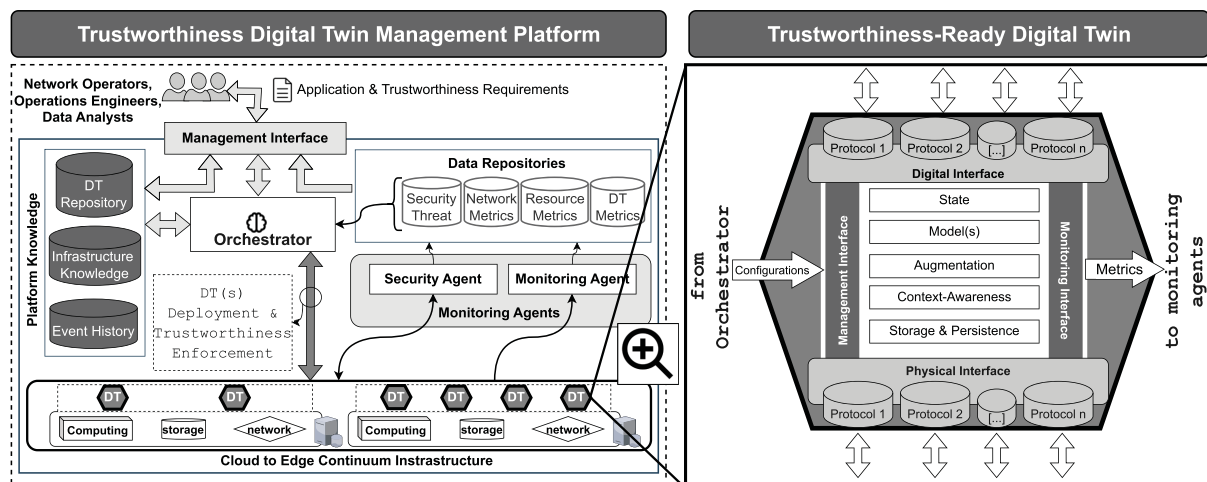 Trustworthiness Digital Twin Management Platform
Network Operators,
Operations Engineers,
Data Analysts
Application & Trustworthiness Requirements
Management Interface
Platform Knowledge
DT
Repository
Infrastructure
Knowledge
Event History
Orchestrator
Data Repositories
Security
Threat
Network
Metrics
Resource
Metrics
DT
Metrics
Security Agent
Monitoring Agent
Monitoring Agents
DT(s)
Deployment &
Trustworthiness
Enforcement
DT
DT
DT
DT
DT
DT
Computing
storage
network
Computing
storage
network
Cloud to Edge Continuum Instrastructure
Trustworthiness-Ready Digital Twin
Protocol 1
Protocol 2
[...]
Protocol n
Digital Interface
from
Orchestrator
Configurations
Management Interface
State
Model(s)
Augmentation
Context-Awareness
Storage & Persistence
Monitoring Interface
Metrics
to monitoring
agents
Physical Interface
Protocol 1
Protocol 2
[...]
Protocol n